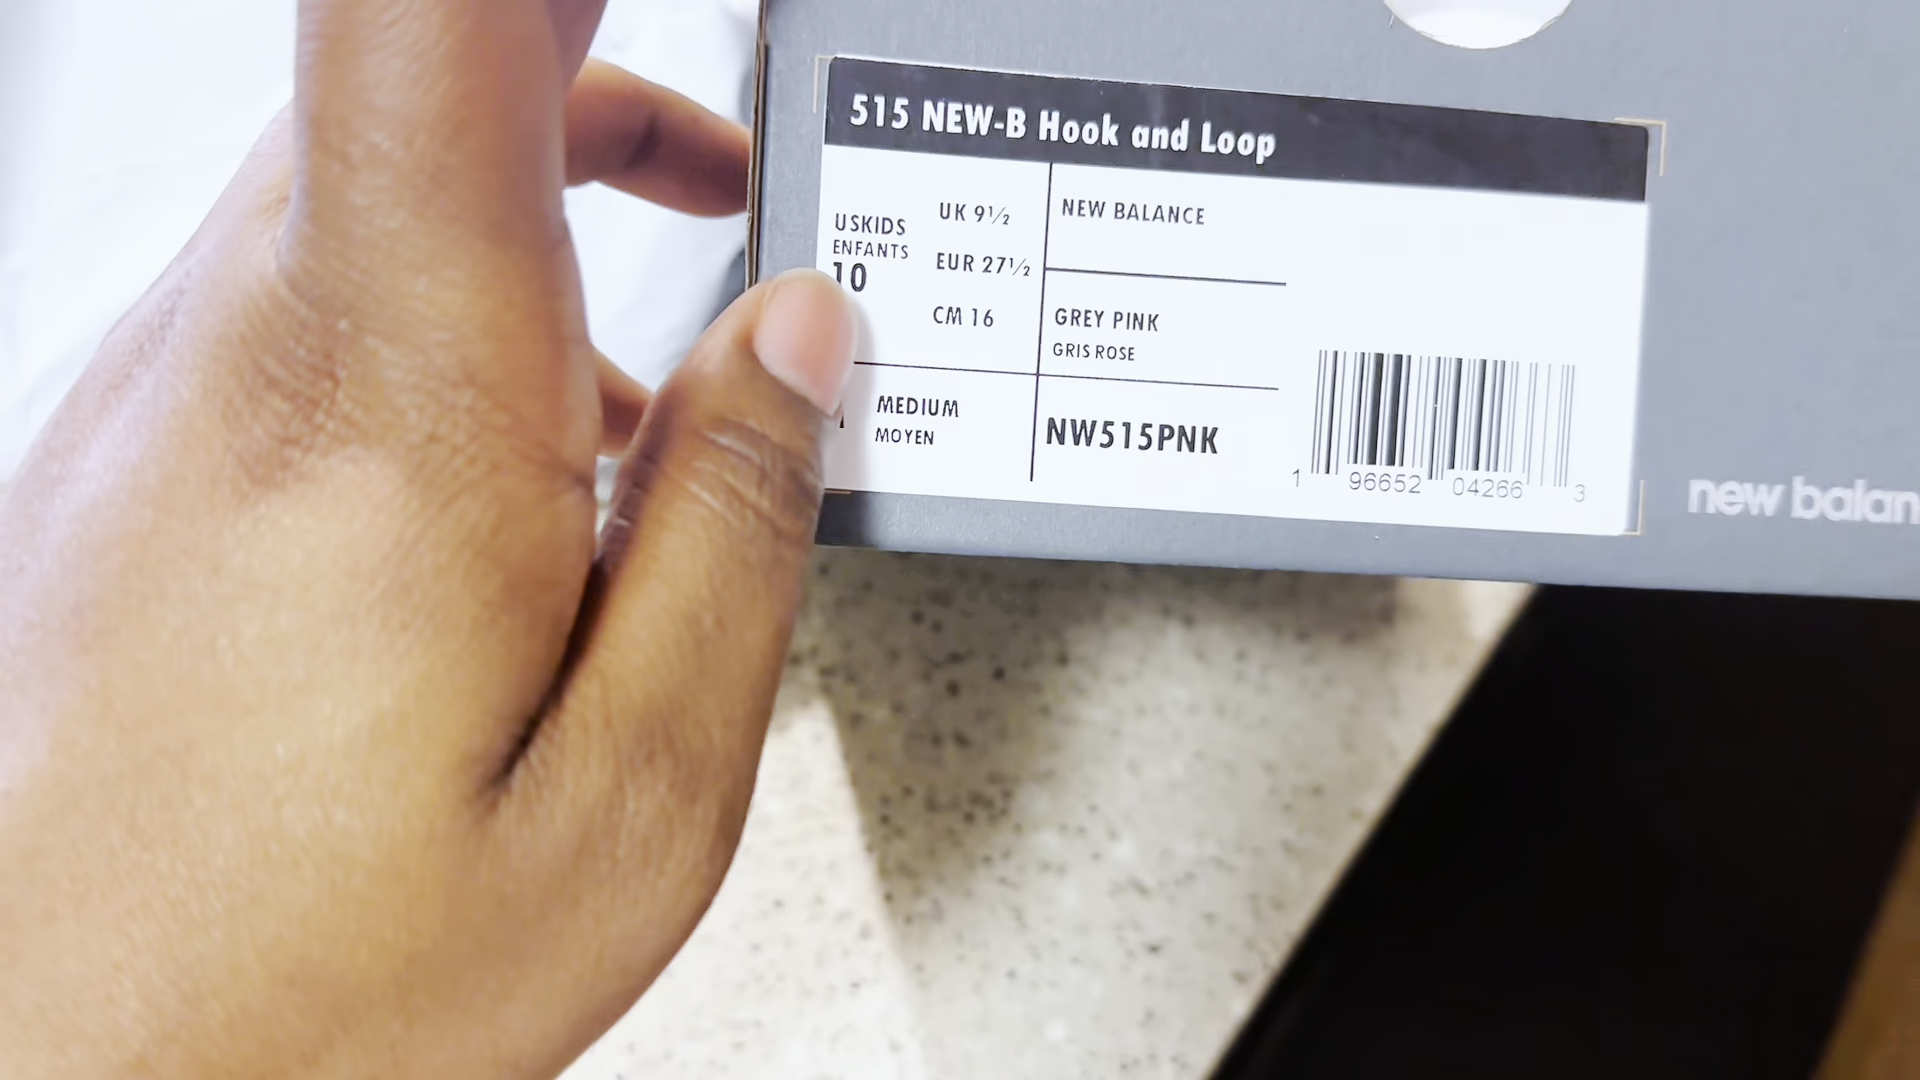 515 NEW-B Hook and Loop
USKIDS
ENFANTS
10
UK 9½
EUR 27½
CM 16
NEW BALANCE
GREY PINK
GRIS ROSE
MEDIUM
MOYEN
NW515PNK
1 96652 04266 3
new balan